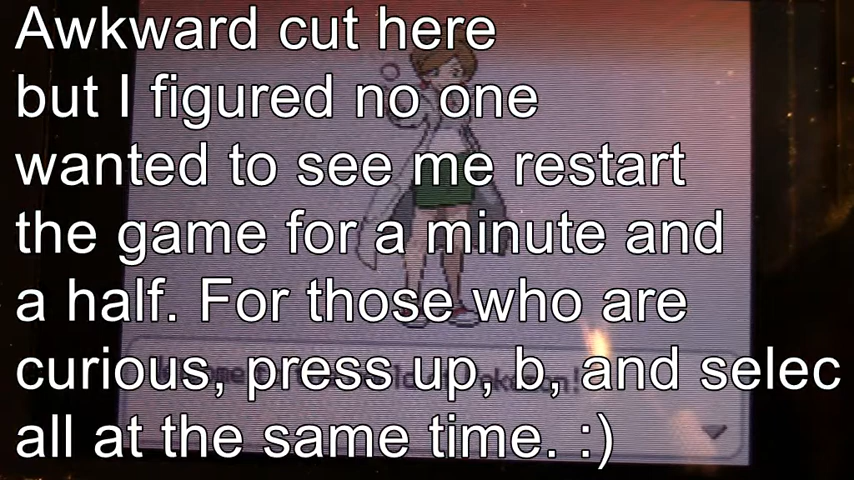 Awkward cut here
but I figured no one
wanted to see me restart
the game for a minute and
a half. For those who are
curious, press up, b, and selec
all at the same time. :)